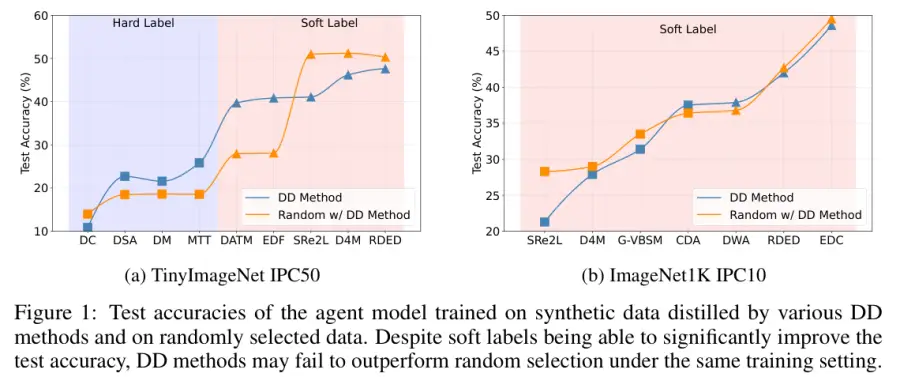 Hard Label
Soft Label
Test Accuracy (%)
60
50
40
30
20
10
DC DSA DM MTT DATM EDF SRe2L D4M RDED
DD Method
Random w/ DD Method
(a) TinyImageNet IPC50
Soft Label
Test Accuracy (%)
50
45
40
35
30
25
20
SRe2L D4M G-VBSM CDA DWA RDED EDC
DD Method
Random w/ DD Method
(b) ImageNet1K IPC10
Figure 1: Test accuracies of the agent model trained on synthetic data distilled by various DD
methods and on randomly selected data. Despite soft labels being able to significantly improve the
test accuracy, DD methods may fail to outperform random selection under the same training setting.